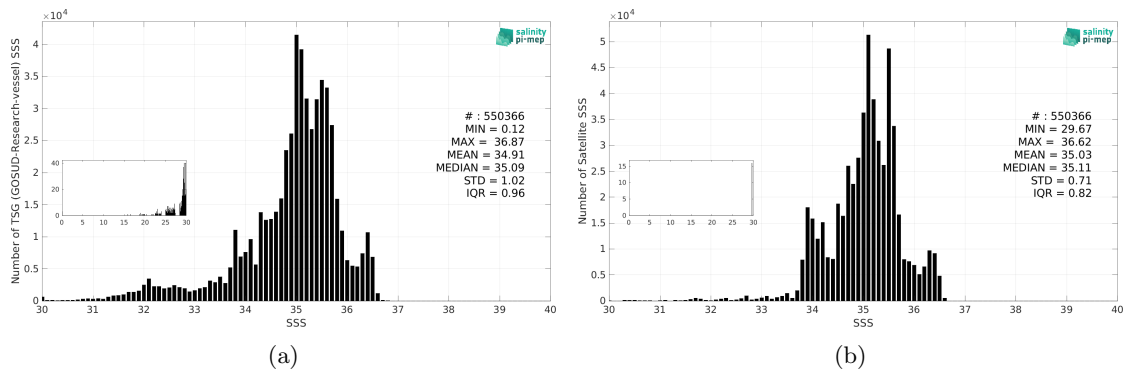 ×10⁴
4
3.5
3
2.5
2
1.5
1
0.5
0
Number of TSG (GOSUD-Research-vessel) SSS
salinity
pi-mep
# : 550366
MIN = 0.12
MAX = 36.87
MEAN = 34.91
MEDIAN = 35.09
STD = 1.02
IQR = 0.96
40
20
0
0 5 10 15 20 25 30
30 31 32 33 34 35 36 37 38 39 40
SSS
(a)
×10⁴
5
4.5
4
3.5
3
2.5
2
1.5
1
0.5
0
Number of Satellite SSS
salinity
pi-mep
# : 550366
MIN = 29.67
MAX = 36.62
MEAN = 35.03
MEDIAN = 35.11
STD = 0.71
IQR = 0.82
15
10
5
0
0 5 10 15 20 25 30
30 31 32 33 34 35 36 37 38 39 40
SSS
(b)